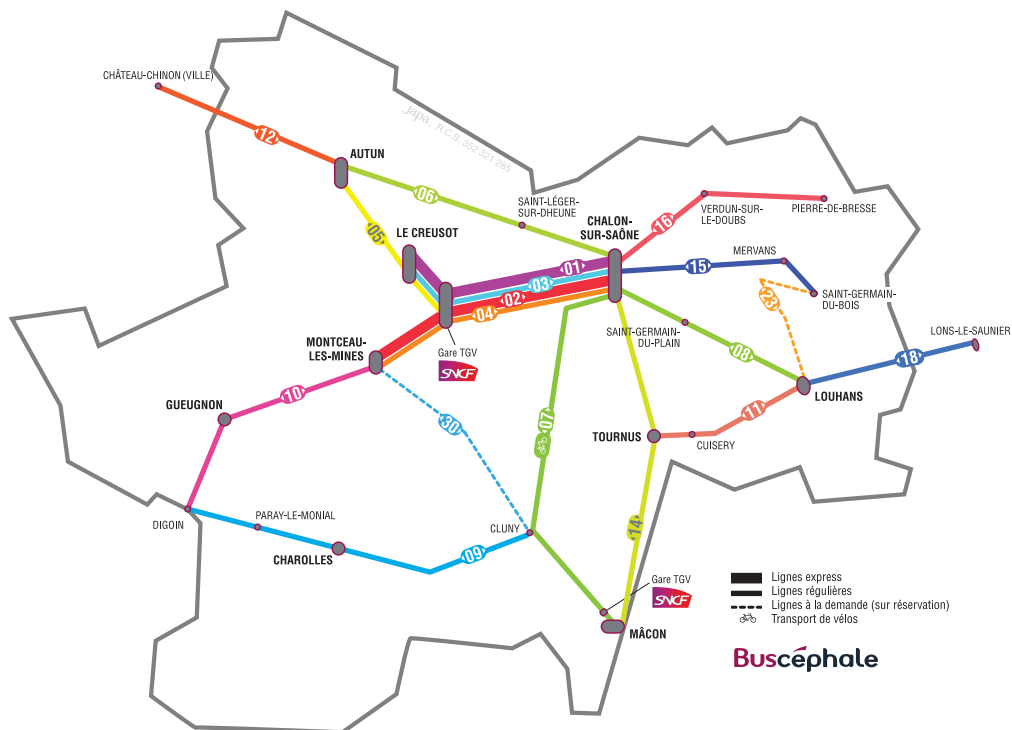 CHÂTEAU-CHINON (VILLE)
Japa, R.C.S. 352 321 285
12
AUTUN
06
SAINT-LÉGER-
SUR-DHEUNE
05
LE CREUSOT
CHALON-
SUR-SAÔNE
16
VERDUN-SUR-
LE-DOUBS
PIERRE-DE-BRESSE
01
03
02
04
15
MERVANS
23
SAINT-GERMAIN-
DU-BOIS
MONTCEAU-
LES-MINES
Gare TGV
SNCF
SAINT-GERMAIN-
DU-PLAIN
08
LONS-LE-SAUNIER
18
LOUHANS
10
GUEUGNON
30
07
TOURNUS
11
CUISERY
DIGOIN
PARAY-LE-MONIAL
CHAROLLES
09
CLUNY
14
Gare TGV
SNCF
MÂCON
Lignes express
Lignes régulières
Lignes à la demande (sur réservation)
Transport de vélos
Buscéphale